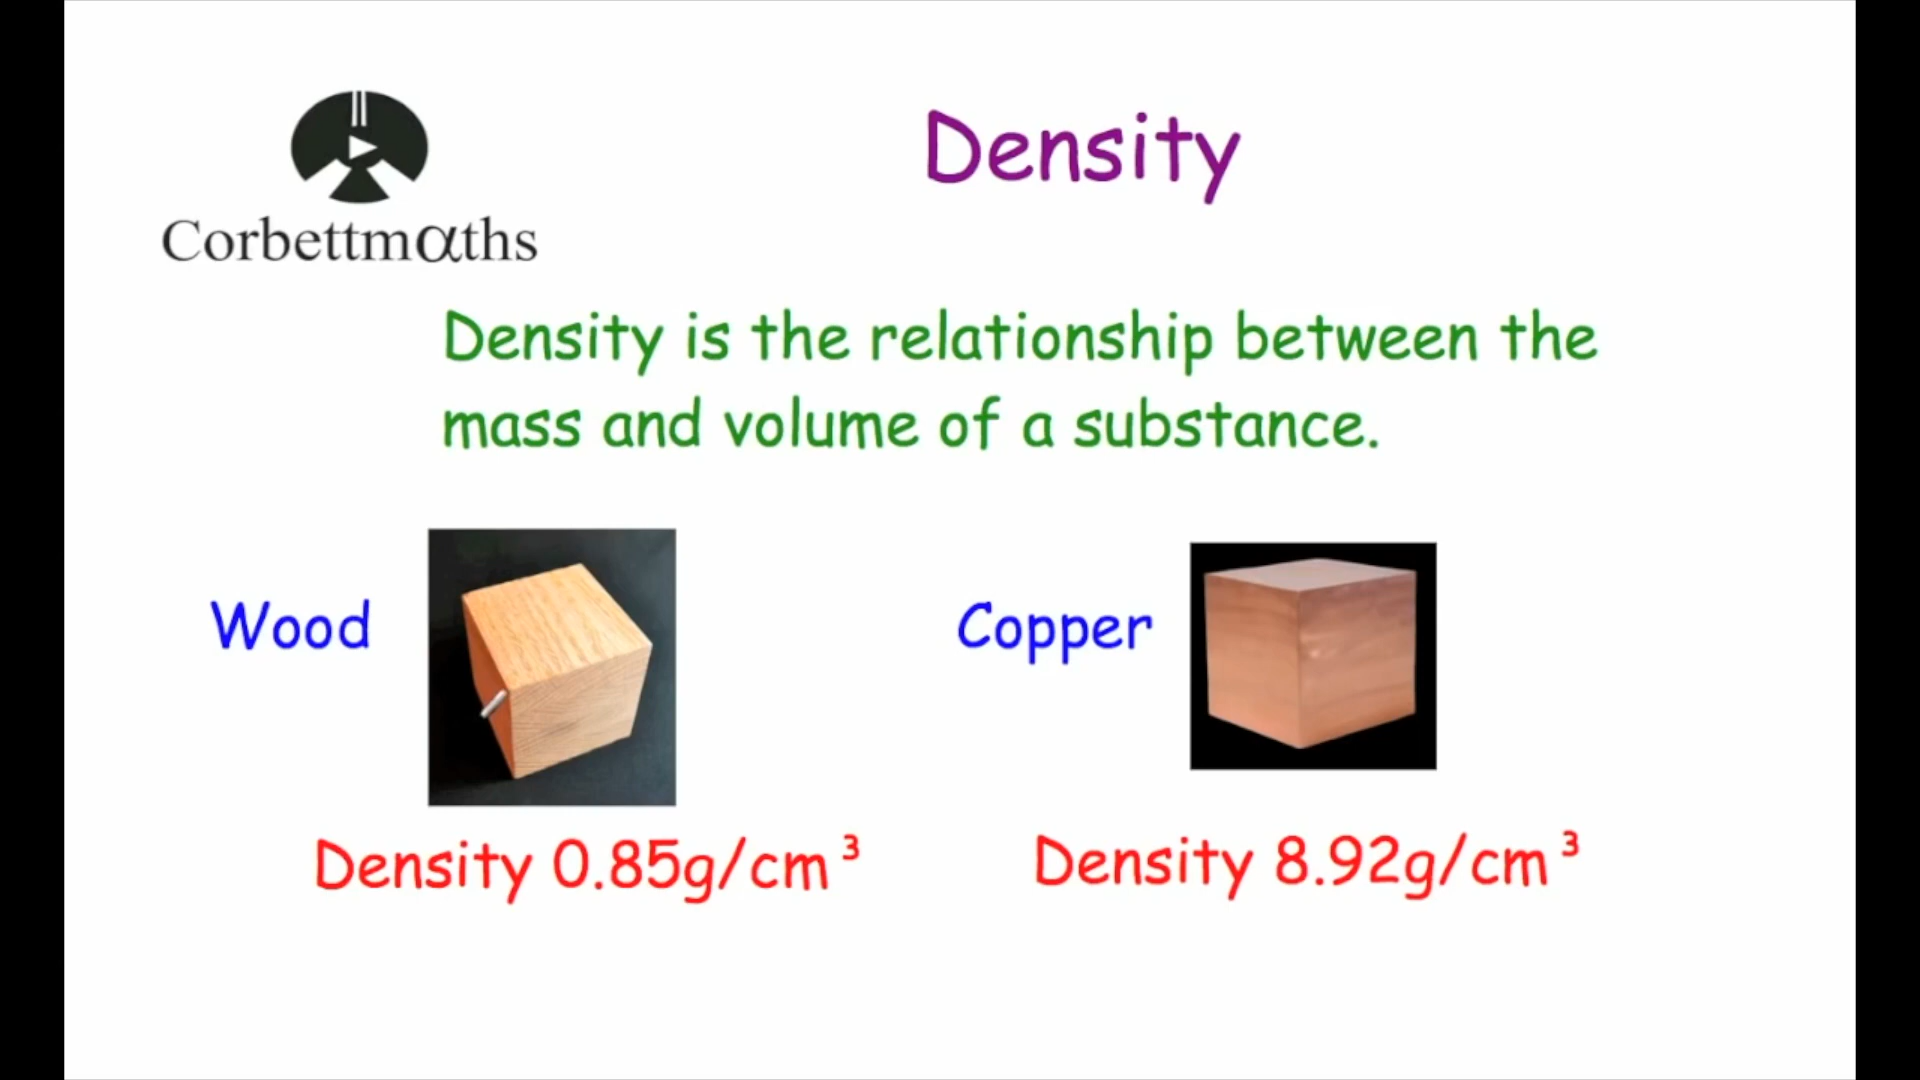 Density
Corbettmαths
Density is the relationship between the
mass and volume of a substance.
Wood
Copper
Density 0.85g/cm³
Density 8.92g/cm³